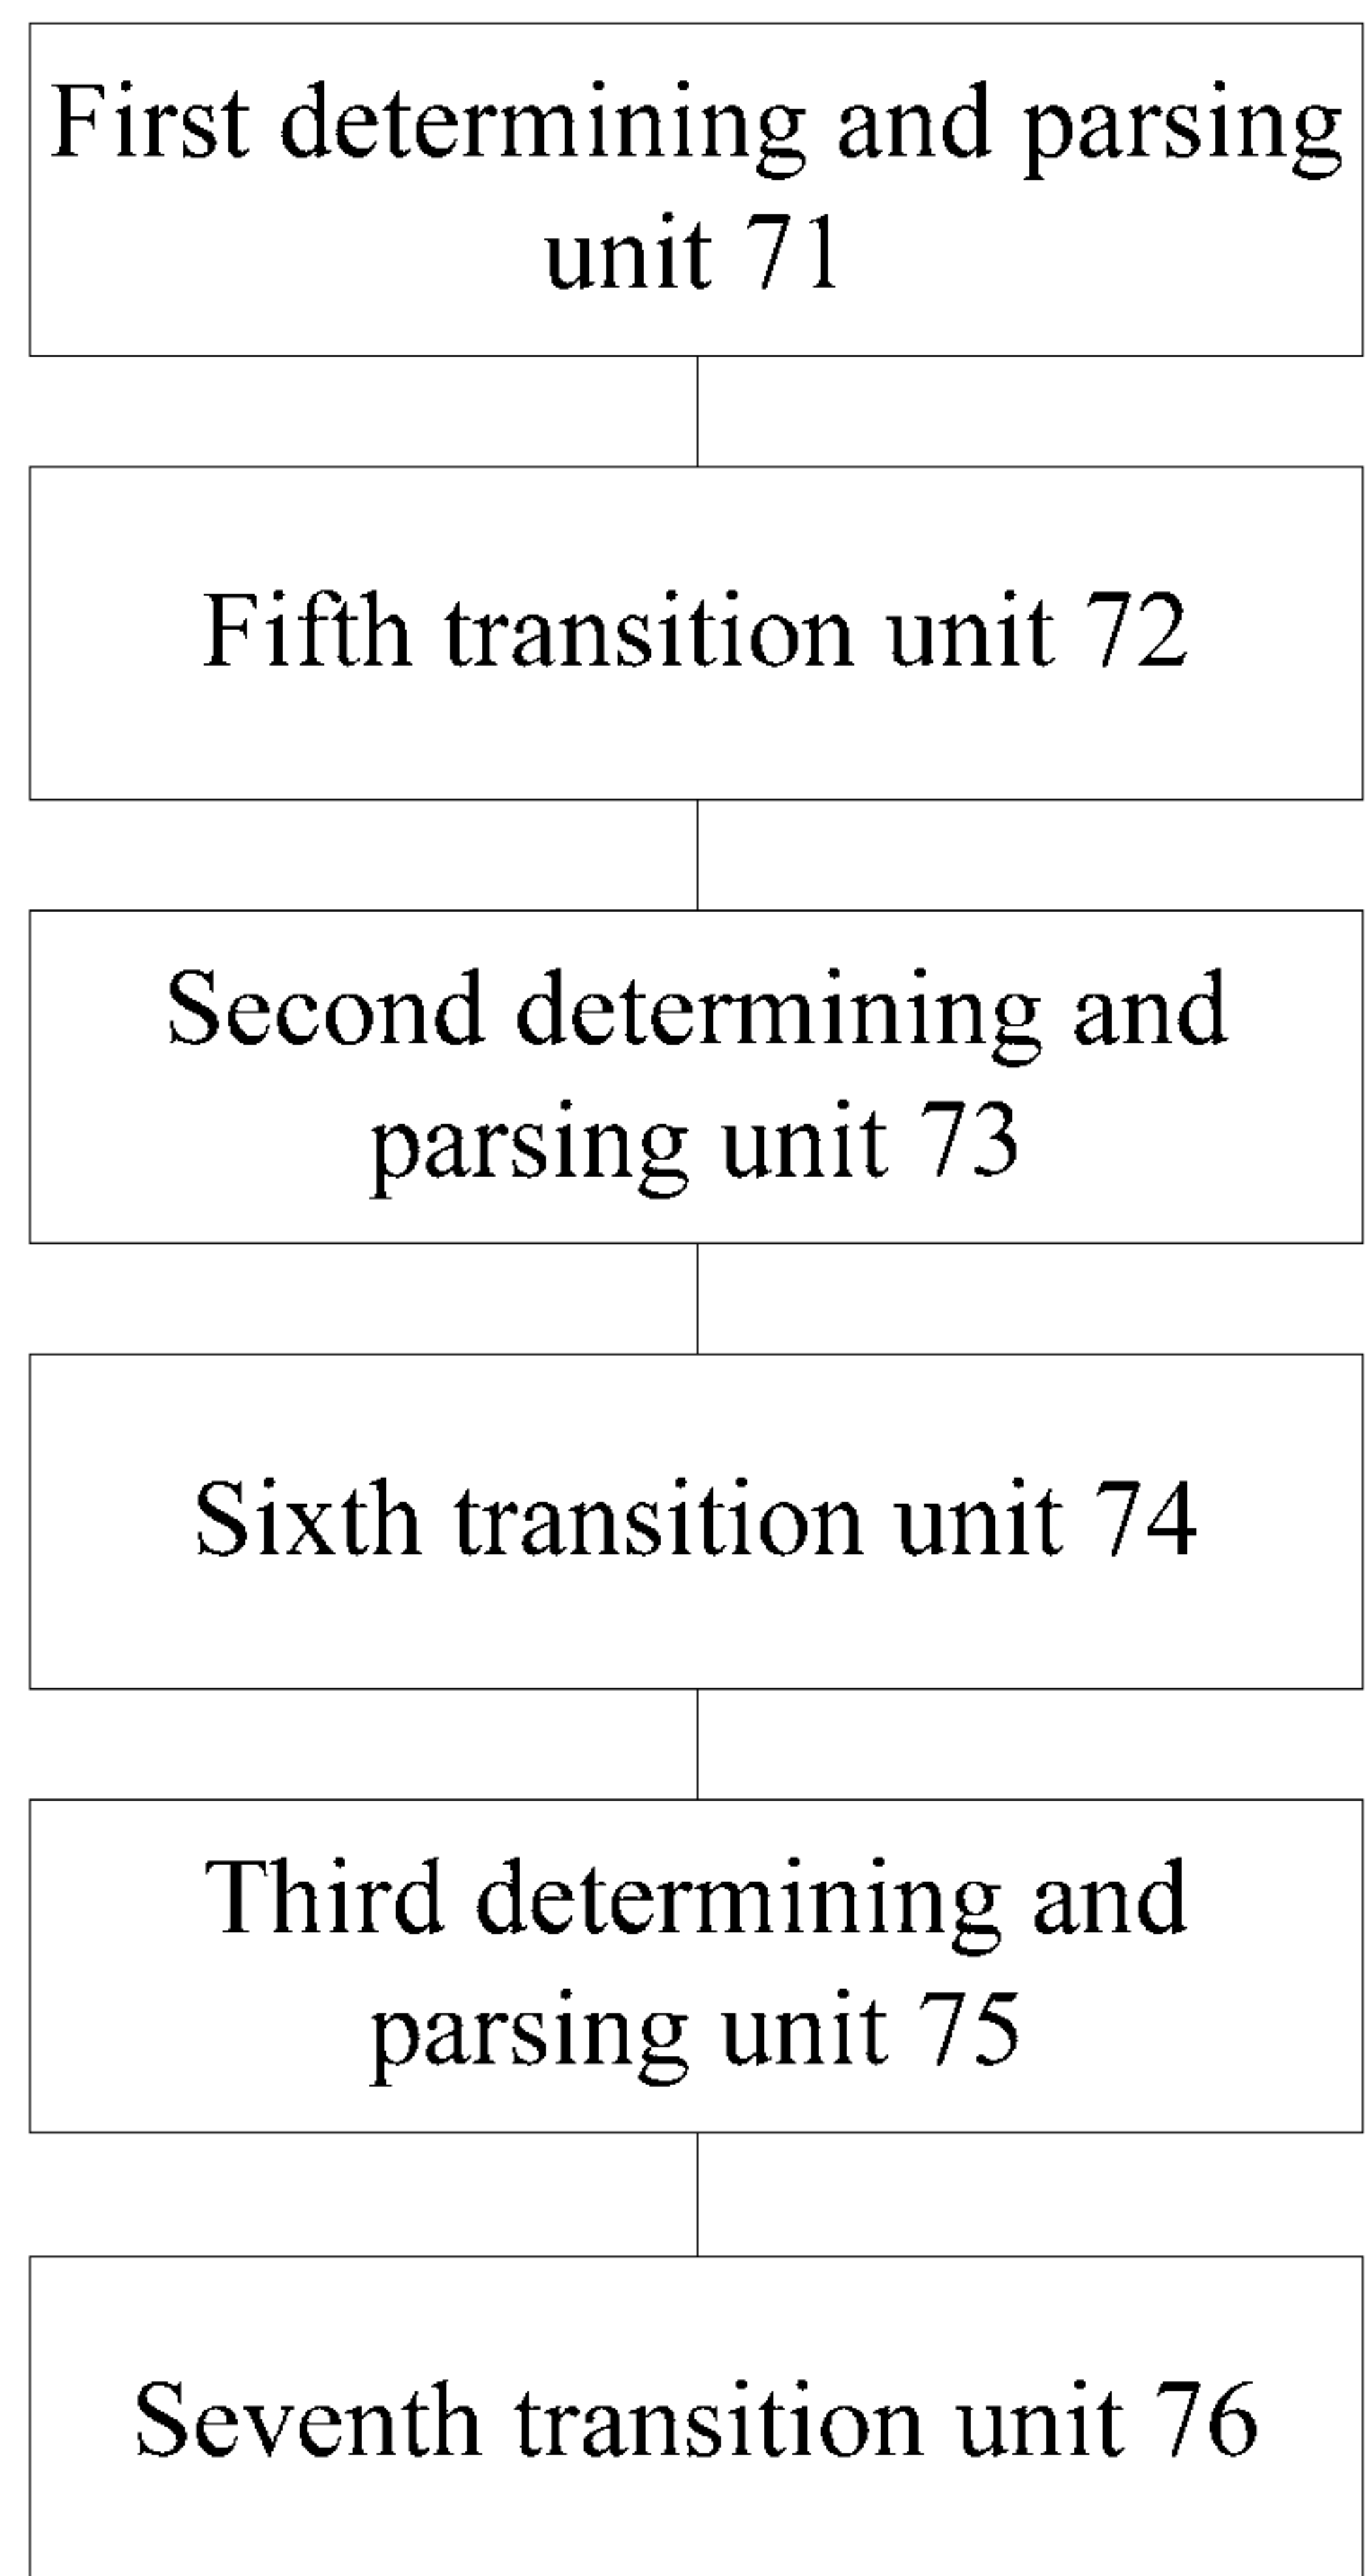 First determining and parsing
unit 71
Fifth transition unit 72
Second determining and
parsing unit 73
Sixth transition unit 74
Third determining and
parsing unit 75
Seventh transition unit 76